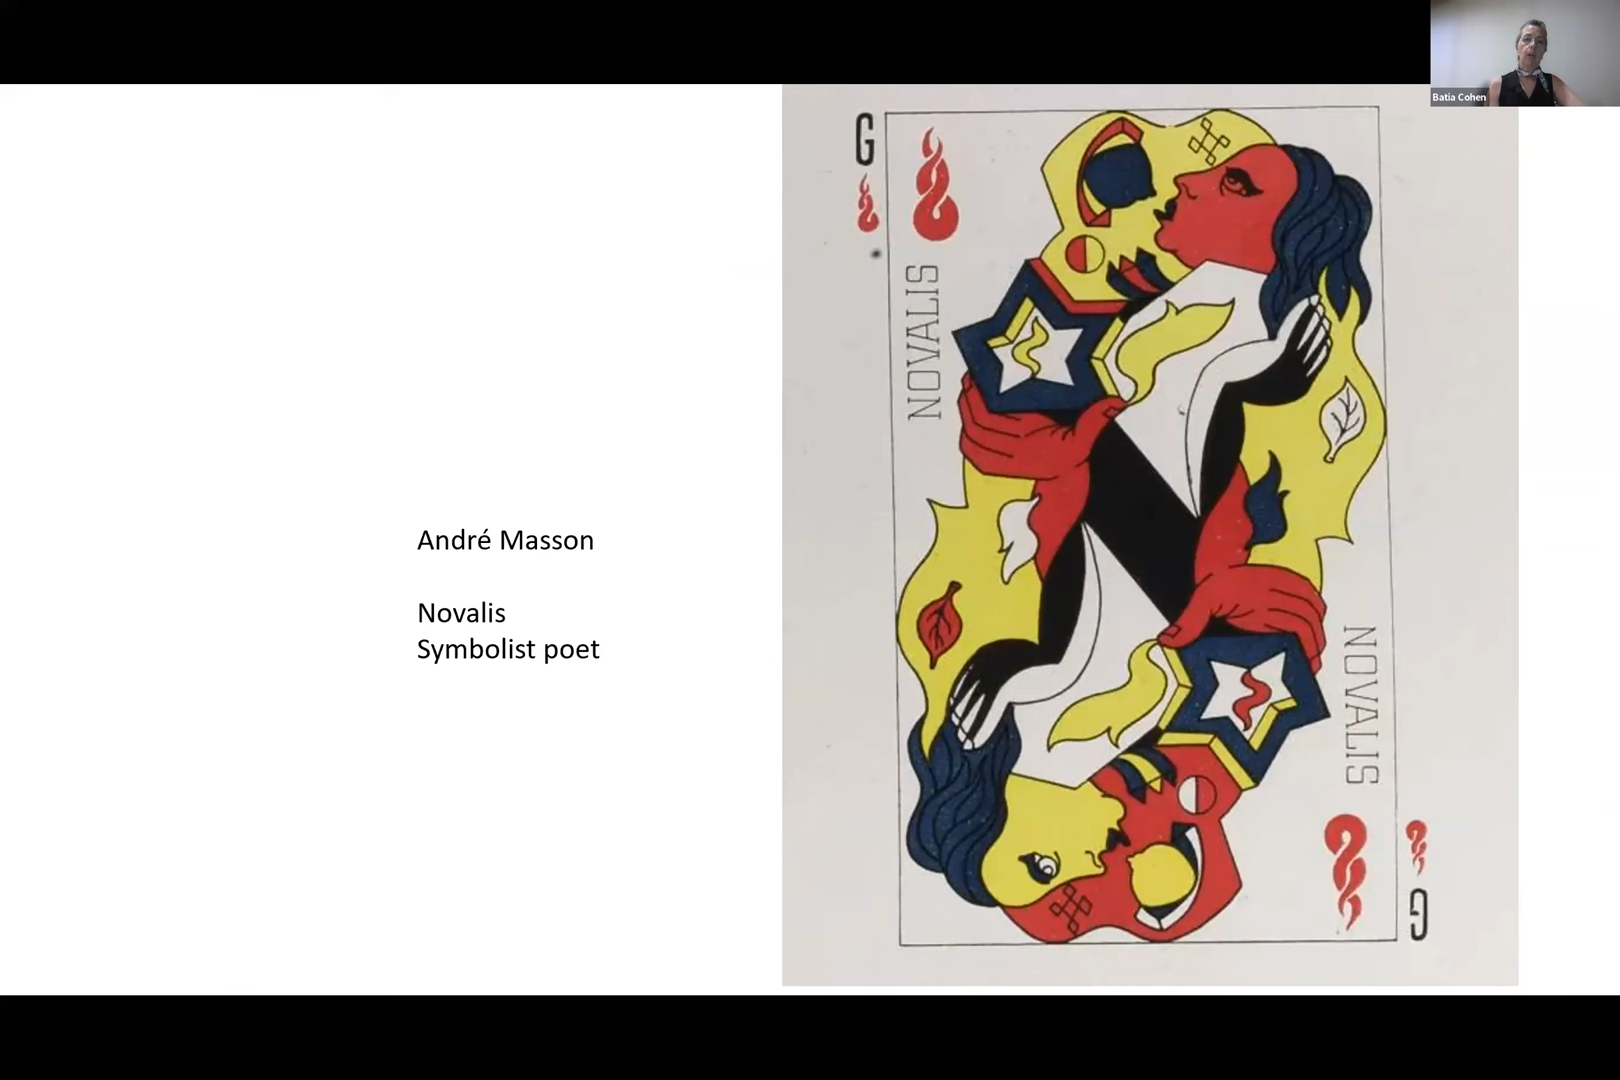 Batia Cohen
G
NOVALIS
André Masson
Novalis
Symbolist poet
NOVALIS
G